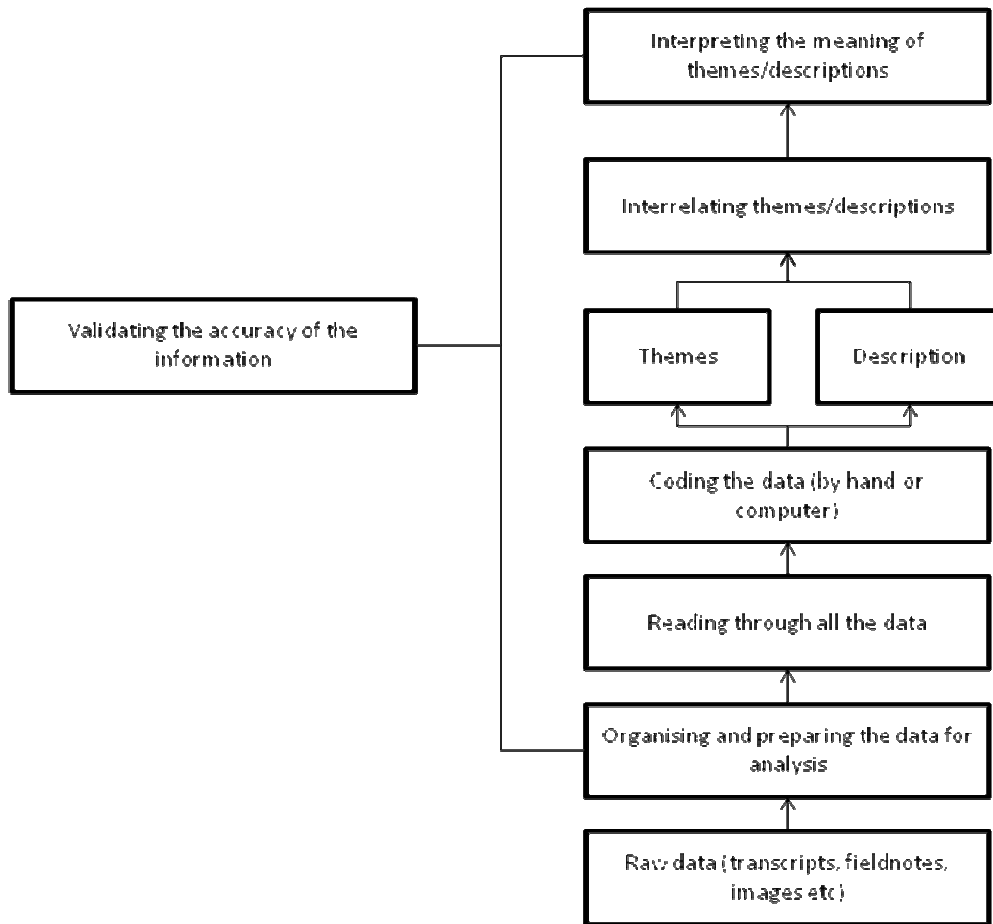 Interpreting the meaning of
themes/descriptions
Interrelating themes/descriptions
Validating the accuracy of the
information
Themes
Description
Coding the data (by hand or
computer)
Reading through all the data
Organising and preparing the data for
analysis
Raw data (transcripts, fieldnotes,
images etc)